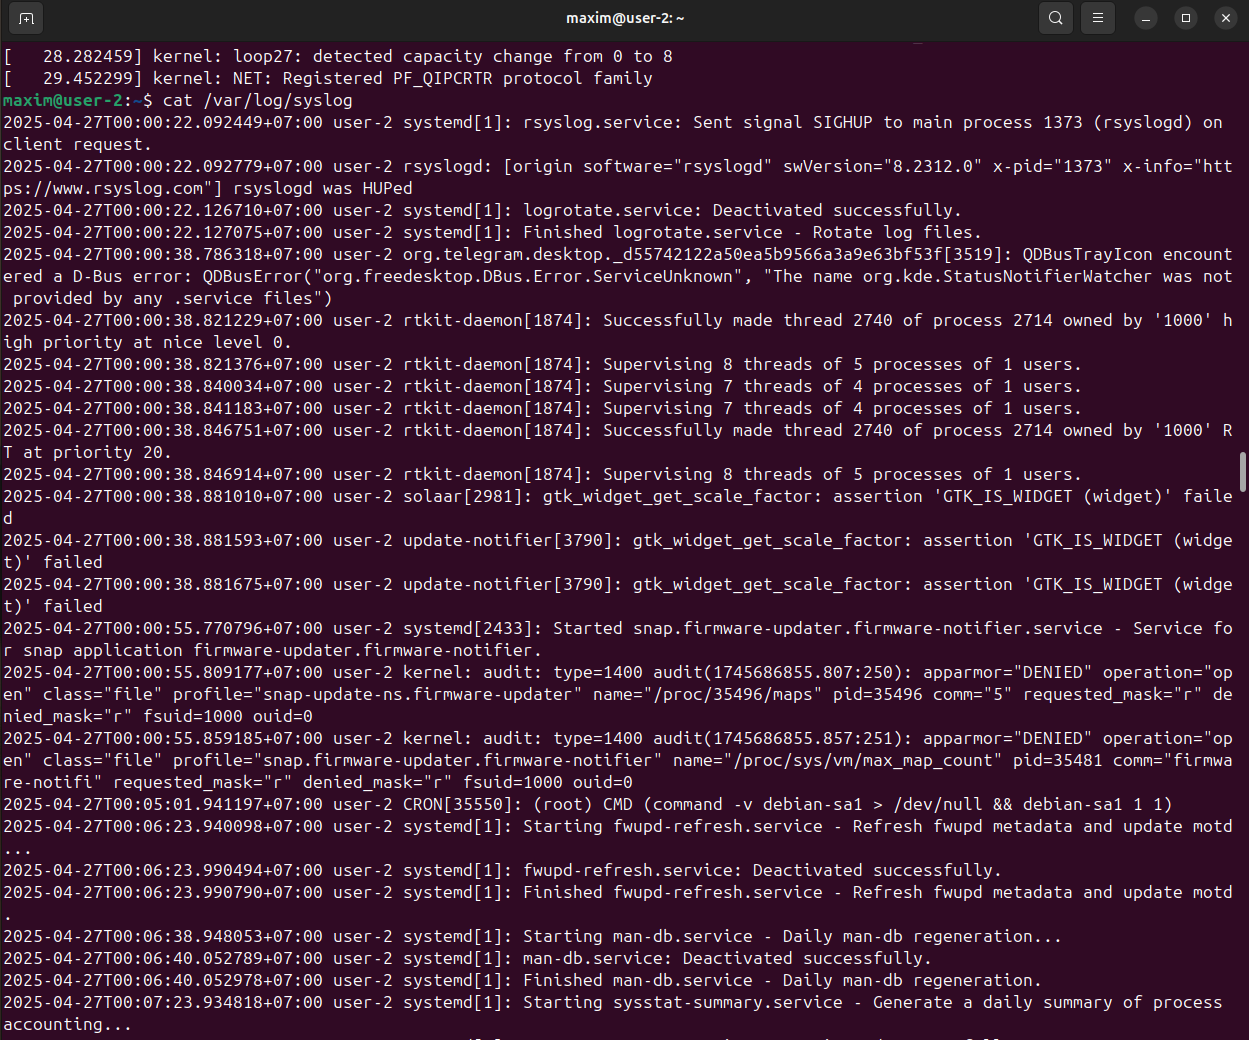 maxim@user-2: ~
[   28.282459] kernel: loop27: detected capacity change from 0 to 8
[   29.452299] kernel: NET: Registered PF_QIPCRTR protocol family
maxim@user-2:~$ cat /var/log/syslog
2025-04-27T00:00:22.092449+07:00 user-2 systemd[1]: rsyslog.service: Sent signal SIGHUP to main process 1373 (rsyslogd) on
client request.
2025-04-27T00:00:22.092779+07:00 user-2 rsyslogd: [origin software="rsyslogd" swVersion="8.2312.0" x-pid="1373" x-info="htt
ps://www.rsyslog.com"] rsyslogd was HUPed
2025-04-27T00:00:22.126710+07:00 user-2 systemd[1]: logrotate.service: Deactivated successfully.
2025-04-27T00:00:22.127075+07:00 user-2 systemd[1]: Finished logrotate.service - Rotate log files.
2025-04-27T00:00:38.786318+07:00 user-2 org.telegram.desktop._d55742122a50ea5b9566a3a9e63bf53f[3519]: QDBusTrayIcon encount
ered a D-Bus error: QDBusError("org.freedesktop.DBus.Error.ServiceUnknown", "The name org.kde.StatusNotifierWatcher was not
 provided by any .service files")
2025-04-27T00:00:38.821229+07:00 user-2 rtkit-daemon[1874]: Successfully made thread 2740 of process 2714 owned by '1000' h
igh priority at nice level 0.
2025-04-27T00:00:38.821376+07:00 user-2 rtkit-daemon[1874]: Supervising 8 threads of 5 processes of 1 users.
2025-04-27T00:00:38.840034+07:00 user-2 rtkit-daemon[1874]: Supervising 7 threads of 4 processes of 1 users.
2025-04-27T00:00:38.841183+07:00 user-2 rtkit-daemon[1874]: Supervising 7 threads of 4 processes of 1 users.
2025-04-27T00:00:38.846751+07:00 user-2 rtkit-daemon[1874]: Successfully made thread 2740 of process 2714 owned by '1000' R
T at priority 20.
2025-04-27T00:00:38.846914+07:00 user-2 rtkit-daemon[1874]: Supervising 8 threads of 5 processes of 1 users.
2025-04-27T00:00:38.881010+07:00 user-2 solaar[2981]: gtk_widget_get_scale_factor: assertion 'GTK_IS_WIDGET (widget)' faile
d
2025-04-27T00:00:38.881593+07:00 user-2 update-notifier[3790]: gtk_widget_get_scale_factor: assertion 'GTK_IS_WIDGET (widge
t)' failed
2025-04-27T00:00:38.881675+07:00 user-2 update-notifier[3790]: gtk_widget_get_scale_factor: assertion 'GTK_IS_WIDGET (widge
t)' failed
2025-04-27T00:00:55.770796+07:00 user-2 systemd[2433]: Started snap.firmware-updater.firmware-notifier.service - Service fo
r snap application firmware-updater.firmware-notifier.
2025-04-27T00:00:55.809177+07:00 user-2 kernel: audit: type=1400 audit(1745686855.807:250): apparmor="DENIED" operation="op
en" class="file" profile="snap-update-ns.firmware-updater" name="/proc/35496/maps" pid=35496 comm="5" requested_mask="r" de
nied_mask="r" fsuid=1000 ouid=0
2025-04-27T00:00:55.859185+07:00 user-2 kernel: audit: type=1400 audit(1745686855.857:251): apparmor="DENIED" operation="op
en" class="file" profile="snap.firmware-updater.firmware-notifier" name="/proc/sys/vm/max_map_count" pid=35481 comm="firmwa
re-notifi" requested_mask="r" denied_mask="r" fsuid=1000 ouid=0
2025-04-27T00:05:01.941197+07:00 user-2 CRON[35550]: (root) CMD (command -v debian-sa1 > /dev/null && debian-sa1 1 1)
2025-04-27T00:06:23.940098+07:00 user-2 systemd[1]: Starting fwupd-refresh.service - Refresh fwupd metadata and update motd
...
2025-04-27T00:06:23.990494+07:00 user-2 systemd[1]: fwupd-refresh.service: Deactivated successfully.
2025-04-27T00:06:23.990790+07:00 user-2 systemd[1]: Finished fwupd-refresh.service - Refresh fwupd metadata and update motd
.
2025-04-27T00:06:38.948053+07:00 user-2 systemd[1]: Starting man-db.service - Daily man-db regeneration...
2025-04-27T00:06:40.052789+07:00 user-2 systemd[1]: man-db.service: Deactivated successfully.
2025-04-27T00:06:40.052978+07:00 user-2 systemd[1]: Finished man-db.service - Daily man-db regeneration.
2025-04-27T00:07:23.934818+07:00 user-2 systemd[1]: Starting sysstat-summary.service - Generate a daily summary of process
accounting...